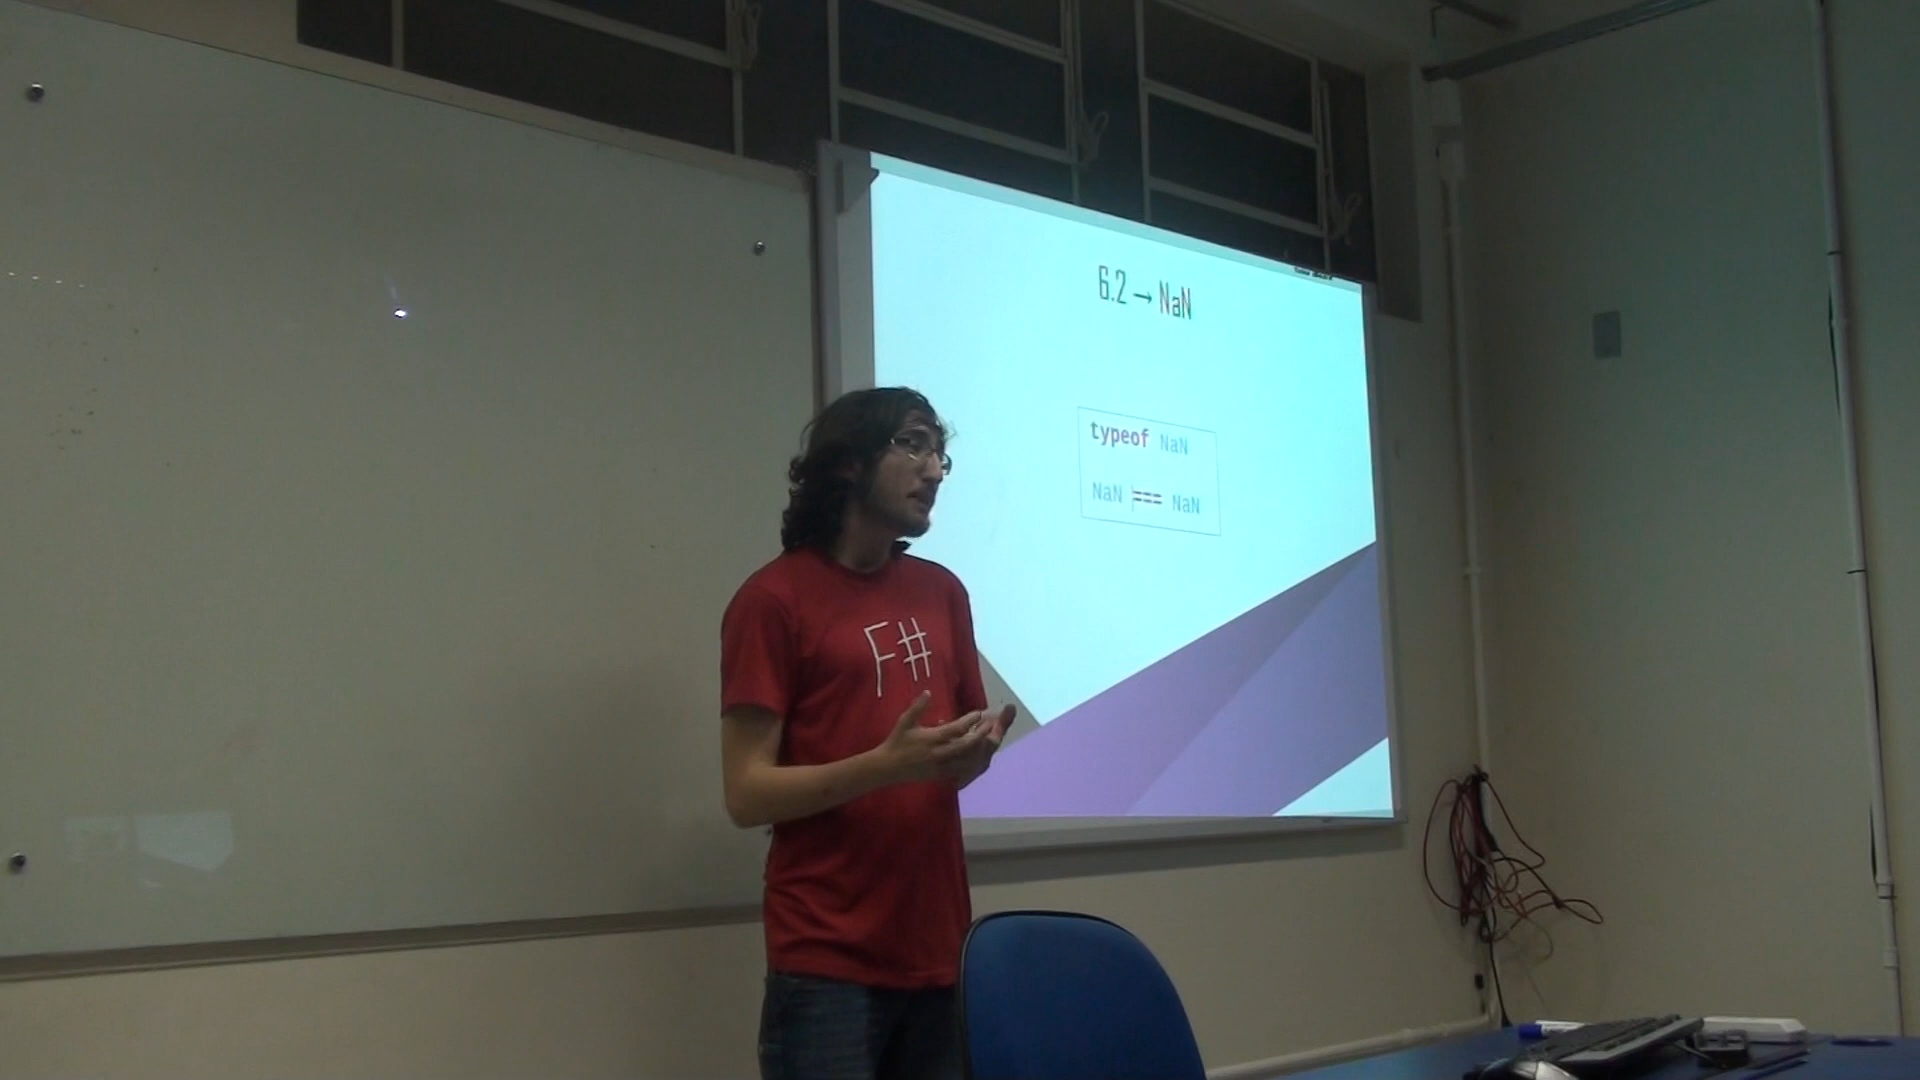 6.2 → NaN
typeof NaN
NaN === NaN
F#